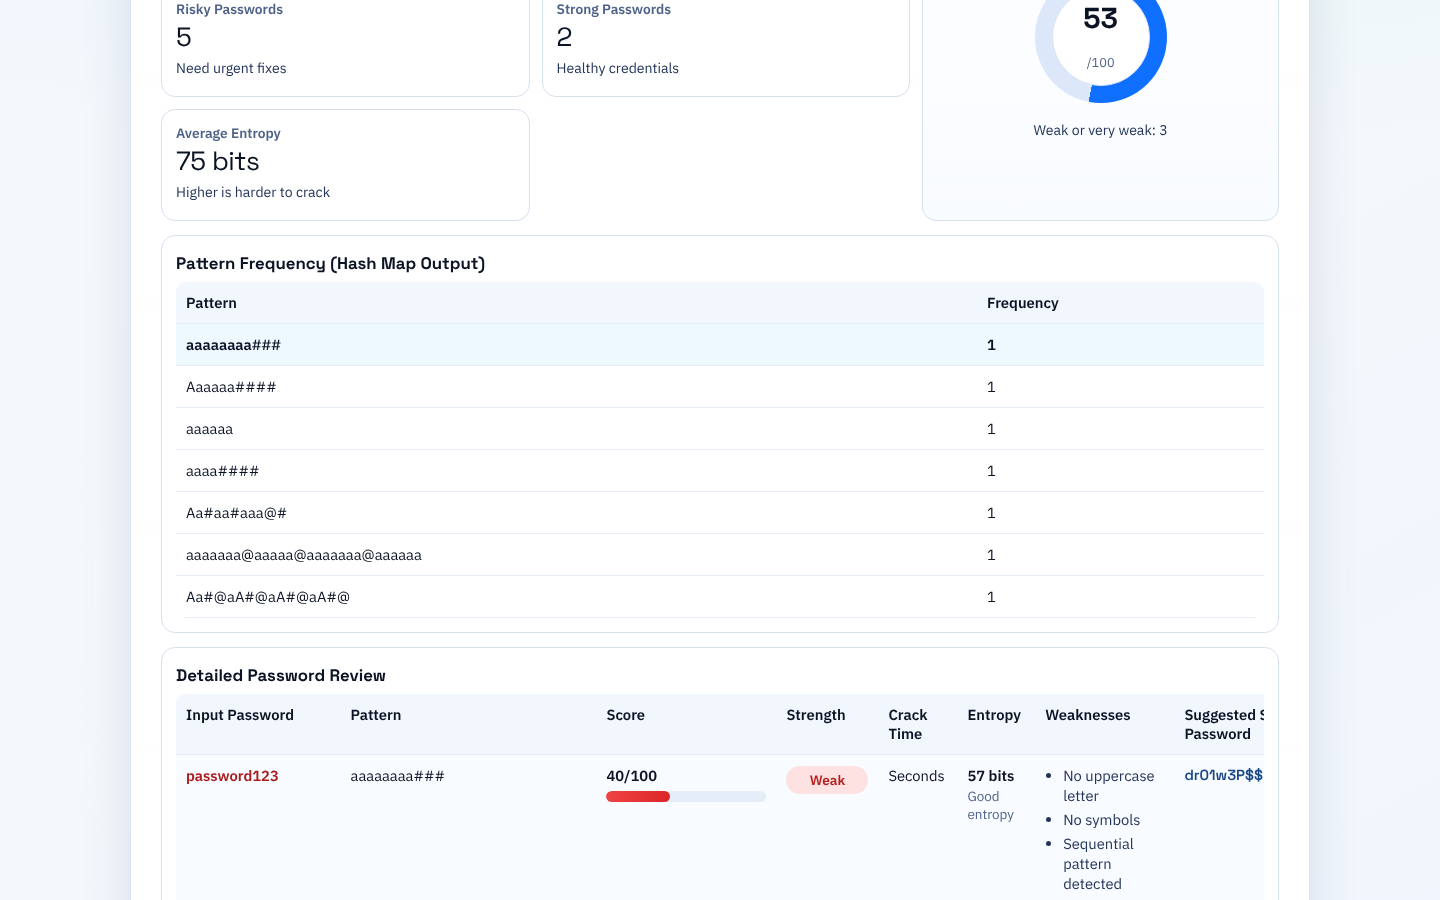 Risky Passwords
5
Need urgent fixes
Strong Passwords
2
Healthy credentials
53
/100
Weak or very weak: 3
Average Entropy
75 bits
Higher is harder to crack
Pattern Frequency (Hash Map Output)
Pattern Frequency
aaaaaaaa### 1
Aaaaaa#### 1
aaaaaa 1
aaaa#### 1
Aa#aa#aaa@# 1
aaaaaaa@aaaaa@aaaaaaa@aaaaaa 1
Aa#@aA#@aA#@aA#@ 1
Detailed Password Review
Input Password Pattern Score Strength Crack Time Entropy Weaknesses Suggested Password
password123 aaaaaaaa### 40/100 Weak Seconds 57 bits
Good
entropy
No uppercase
letter
No symbols
Sequential
pattern
detected
dr01w3P$$